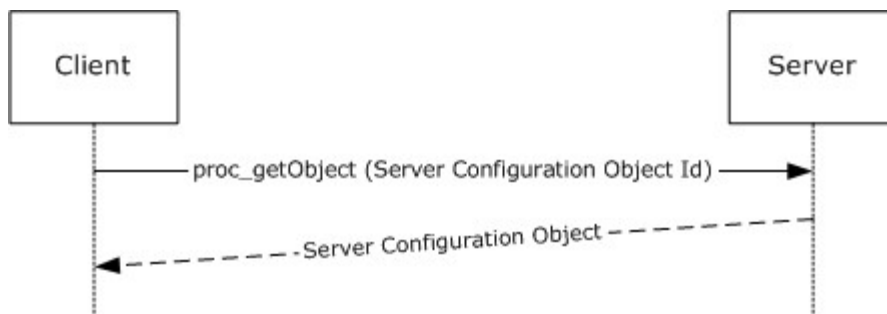 Client
Server
proc_getObject (Server Configuration Object Id)
Server Configuration Object